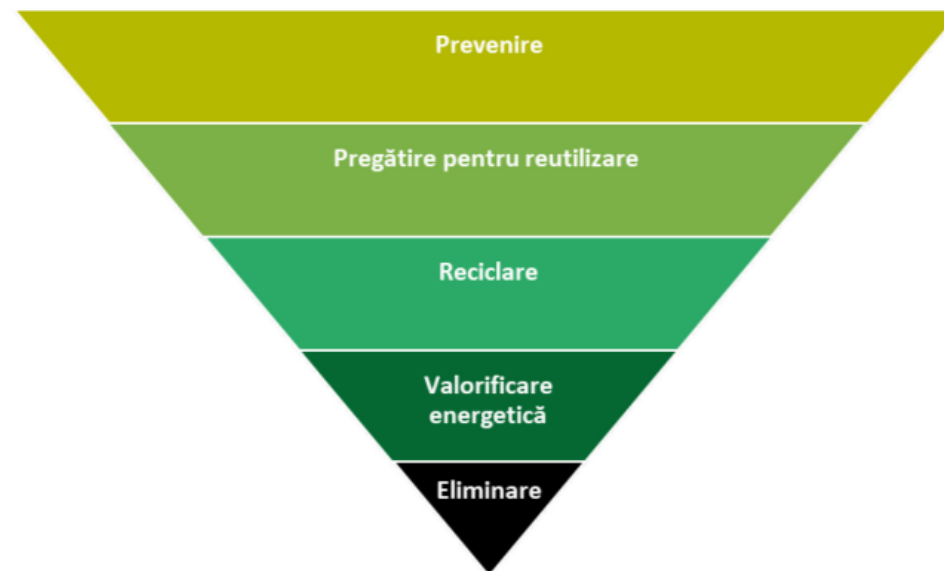 Prevenire
Pregătire pentru reutilizare
Reciclare
Valorificare
energetică
Eliminare